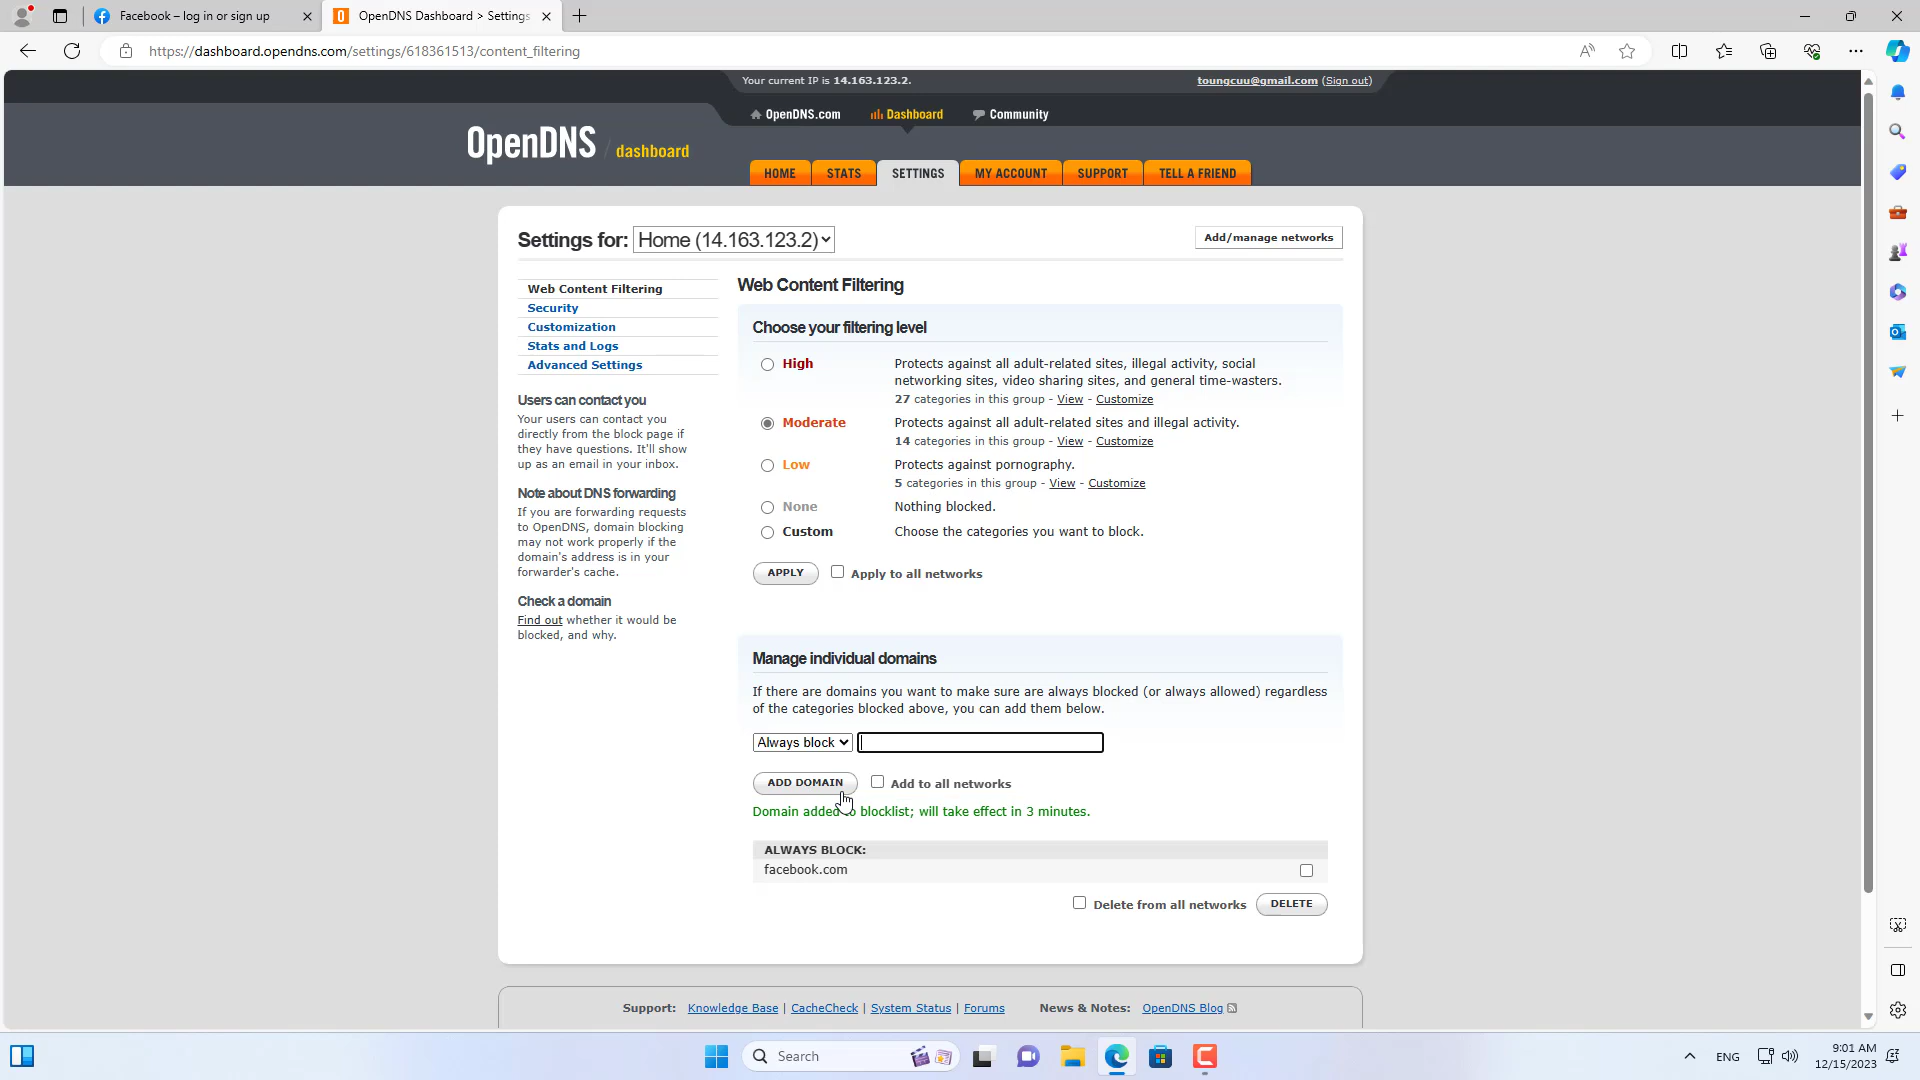 Facebook – log in or sign up
OpenDNS Dashboard > Settings
https://dashboard.opendns.com/settings/618361513/content_filtering
Your current IP is 14.163.123.2.
toungcuu@gmail.com (Sign out)
OpenDNS.com
Dashboard
Community
OpenDNS / dashboard
HOME
STATS
SETTINGS
MY ACCOUNT
SUPPORT
TELL A FRIEND
Settings for: Home (14.163.123.2)
Add/manage networks
Web Content Filtering
Security
Customization
Stats and Logs
Advanced Settings
Users can contact you
Your users can contact you
directly from the block page if
they have questions. It'll show
up as an email in your inbox.
Note about DNS forwarding
If you are forwarding requests
to OpenDNS, domain blocking
may not work properly if the
domain's address is in your
forwarder's cache.
Check a domain
Find out whether it would be
blocked, and why.
Web Content Filtering
Choose your filtering level
High
Protects against all adult-related sites, illegal activity, social
networking sites, video sharing sites, and general time-wasters.
27 categories in this group - View - Customize
Moderate
Protects against all adult-related sites and illegal activity.
14 categories in this group - View - Customize
Low
Protects against pornography.
5 categories in this group - View - Customize
None
Nothing blocked.
Custom
Choose the categories you want to block.
APPLY
Apply to all networks
Manage individual domains
If there are domains you want to make sure are always blocked (or always allowed) regardless
of the categories blocked above, you can add them below.
Always block
ADD DOMAIN
Add to all networks
Domain added to blocklist; will take effect in 3 minutes.
ALWAYS BLOCK:
facebook.com
Delete from all networks
DELETE
Support: Knowledge Base | CacheCheck | System Status | Forums
News & Notes: OpenDNS Blog
Search
ENG
9:01 AM
12/15/2023